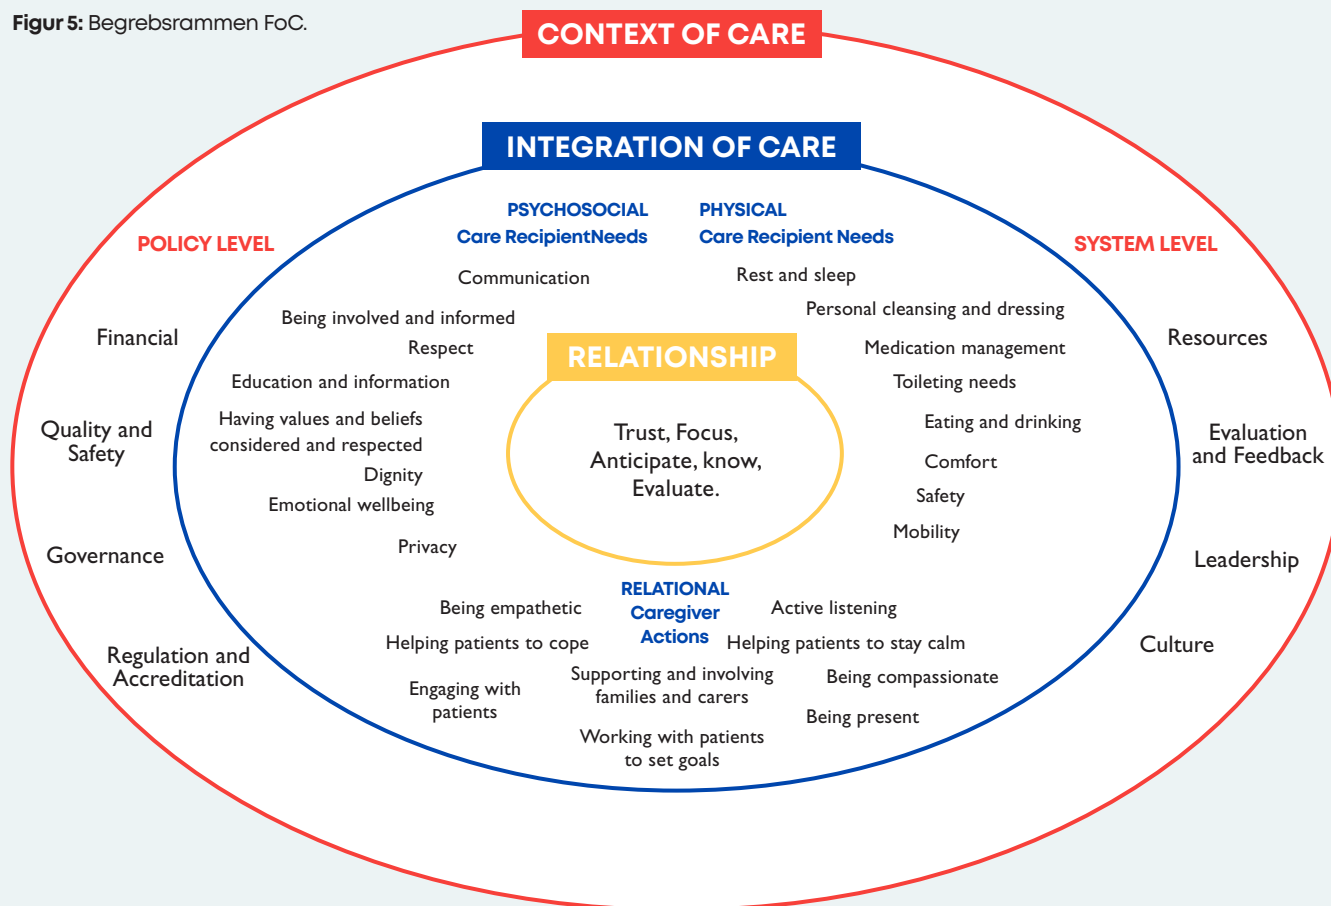 Figur 5: Begrebsrammen FoC.
CONTEXT OF CARE
INTEGRATION OF CARE
POLICY LEVEL
Financial
Quality and
Safety
Governance
Regulation and
Accreditation
PSYCHOSOCIAL
Care RecipientNeeds
Communication
Being involved and informed
Respect
Education and information
Having values and beliefs
considered and respected
Dignity
Emotional wellbeing
Privacy
PHYSICAL
Care Recipient Needs
Rest and sleep
Personal cleansing and dressing
Medication management
Toileting needs
Eating and drinking
Comfort
Safety
Mobility
RELATIONSHIP
Trust, Focus,
Anticipate, know,
Evaluate.
RELATIONAL
Caregiver
Actions
Being empathetic
Active listening
Helping patients to cope
Helping patients to stay calm
Engaging with
patients
Supporting and involving
families and carers
Being compassionate
Being present
Working with patients
to set goals
SYSTEM LEVEL
Resources
Evaluation
and Feedback
Leadership
Culture